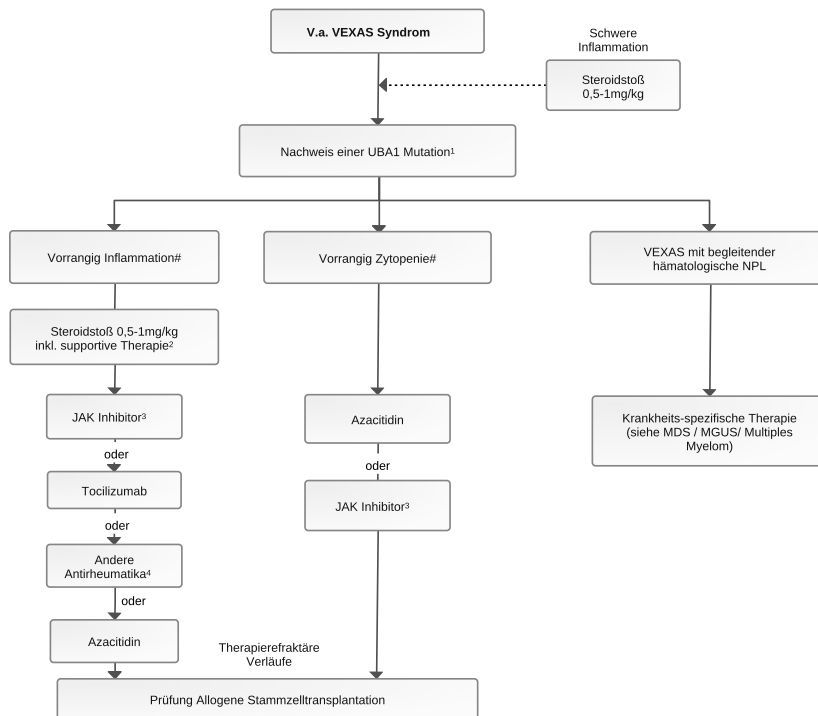 V.a. VEXAS Syndrom
Schwere
Inflammation
Steroidstoß
0,5-1mg/kg
Nachweis einer UBA1 Mutation¹
Vorrangig Inflammation#
Vorrangig Zytopenie#
VEXAS mit begleitender
hämatologische NPL
Steroidstoß 0,5-1mg/kg
inkl. supportive Therapie²
JAK Inhibitor³
oder
Tocilizumab
oder
Andere
Antirheumatika⁴
oder
Azacitidin
Azacitidin
oder
JAK Inhibitor³
Krankheits-spezifische Therapie
(siehe MDS / MGUS/ Multiples
Myelom)
Therapierefraktäre
Verläufe
Prüfung Allogene Stammzelltransplantation